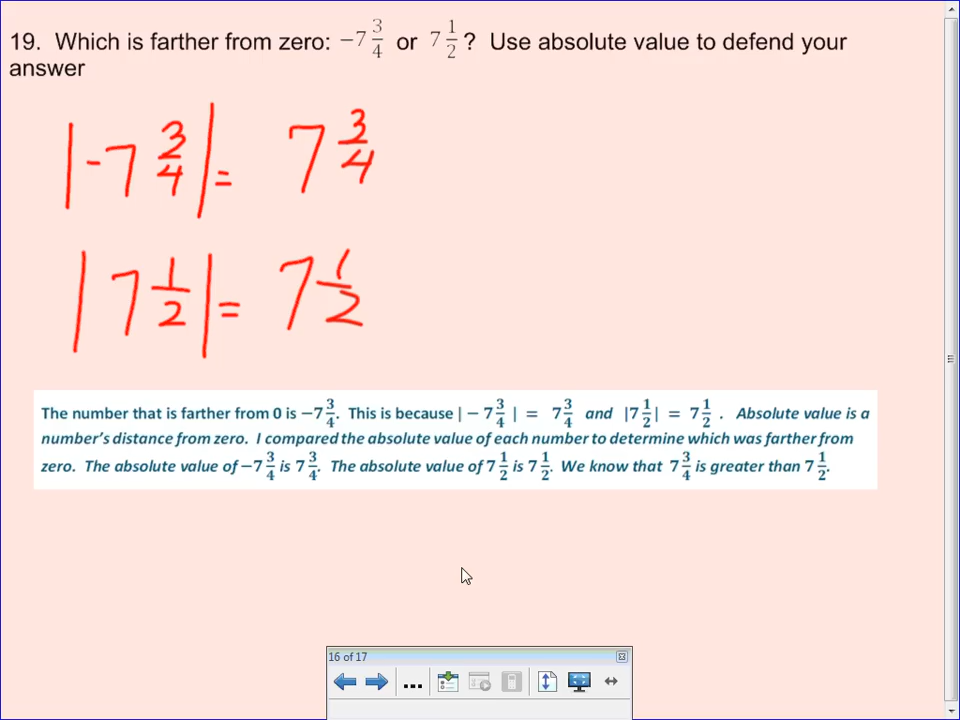 19. Which is farther from zero: −7 3/4 or 7 1/2 ? Use absolute value to defend your
answer
|-7 3/4| = 7 3/4
|7 1/2| = 7 1/2
The number that is farther from 0 is −7 3/4. This is because | − 7 3/4 | = 7 3/4 and |7 1/2| = 7 1/2 . Absolute value is a
number's distance from zero. I compared the absolute value of each number to determine which was farther from
zero. The absolute value of −7 3/4 is 7 3/4. The absolute value of 7 1/2 is 7 1/2. We know that 7 3/4 is greater than 7 1/2.
16 of 17
...